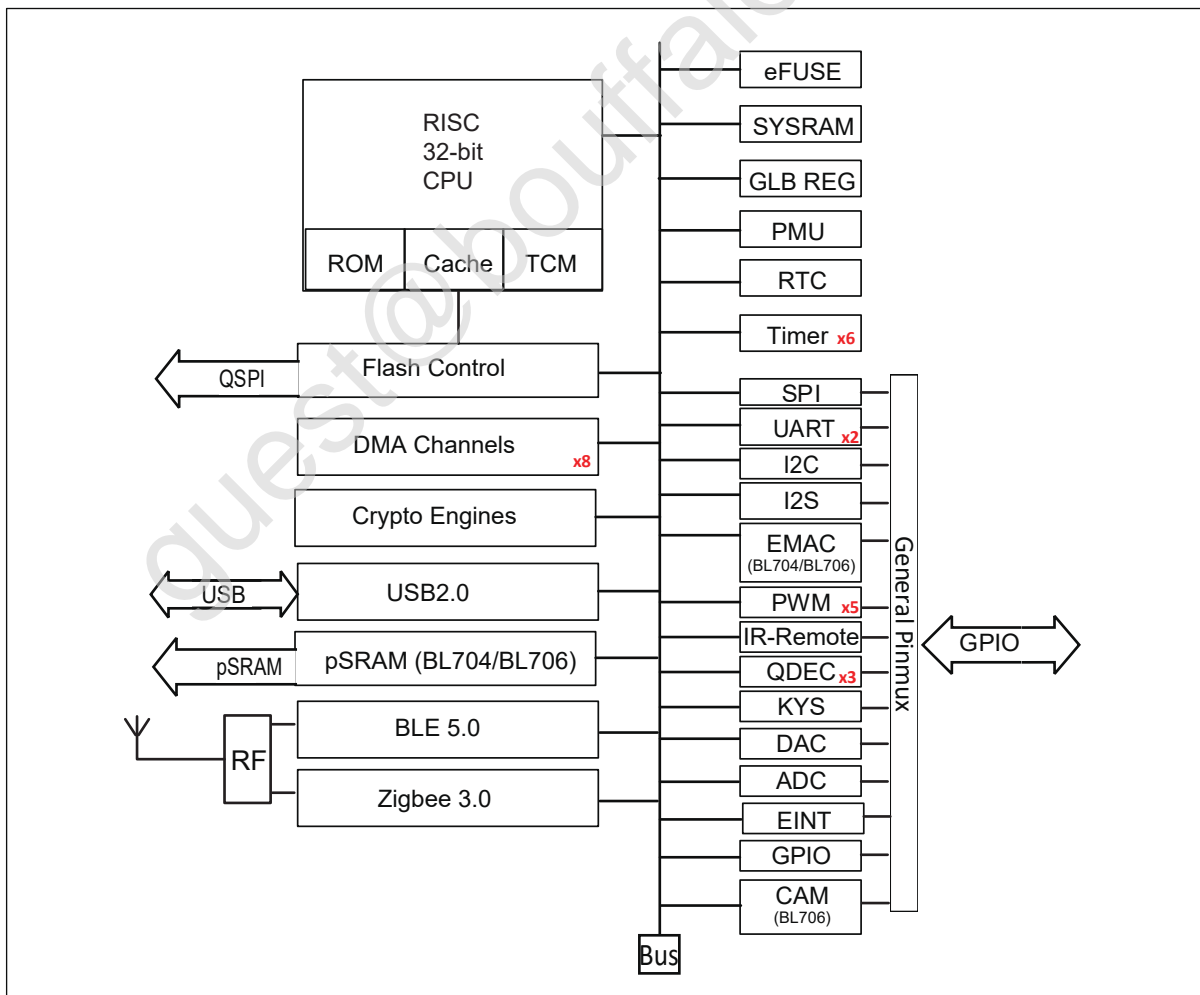 RISC
32-bit
CPU
ROM
Cache
TCM
QSPI
Flash Control
DMA Channels
x8
Crypto Engines
USB
USB2.0
pSRAM
pSRAM (BL704/BL706)
BLE 5.0
RF
Zigbee 3.0
eFUSE
SYSRAM
GLB REG
PMU
RTC
Timer x6
SPI
UART x2
I2C
I2S
EMAC
(BL704/BL706)
PWM x5
IR-Remote
QDEC x3
KYS
DAC
ADC
EINT
GPIO
CAM
(BL706)
General Pinmux
GPIO
Bus